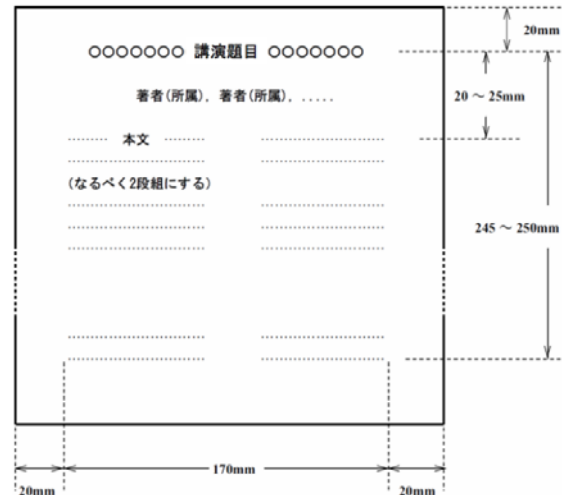 20mm
○○○○○○○ 講演題目 ○○○○○○○
著者(所属), 著者(所属), .....
20 ～ 25mm
本文
(なるべく2段組にする)
245 ～ 250mm
170mm
20mm
20mm